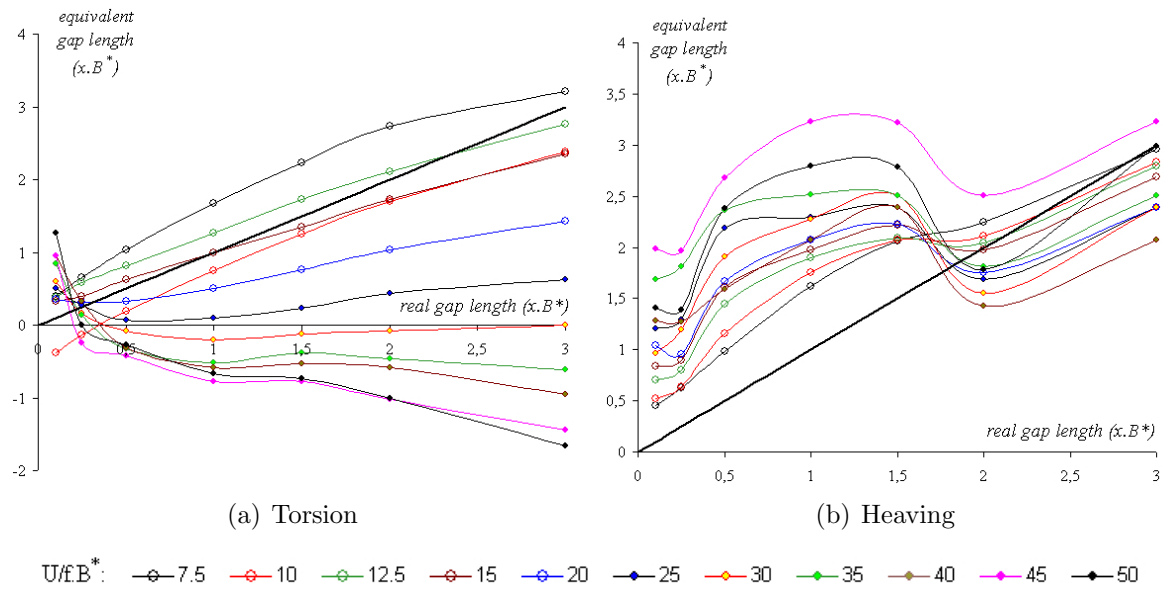 equivalent
gap length
(x.B*)
4
3
2
1
0
-1
-2
0
0,5
1
1,5
2
2,5
3
real gap length (x.B*)
(a) Torsion
equivalent
gap length
(x.B*)
4
3,5
3
2,5
2
1,5
1
0,5
0
0
0,5
1
1,5
2
2,5
3
real gap length (x.B*)
(b) Heaving
U/f.B*: 7.5 10 12.5 15 20 25 30 35 40 45 50